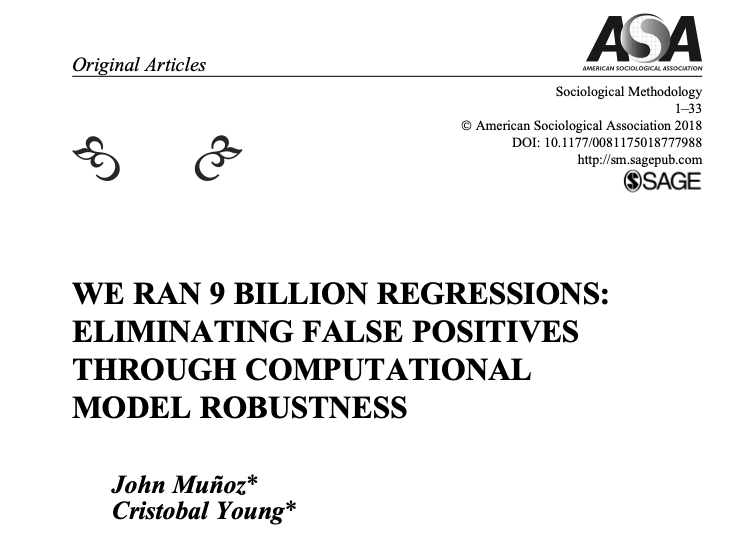 ASA
AMERICAN SOCIOLOGICAL ASSOCIATION
Original Articles
Sociological Methodology
1–33
© American Sociological Association 2018
DOI: 10.1177/0081175018777988
http://sm.sagepub.com
SAGE
WE RAN 9 BILLION REGRESSIONS:
ELIMINATING FALSE POSITIVES
THROUGH COMPUTATIONAL
MODEL ROBUSTNESS
John Muñoz*
Cristobal Young*